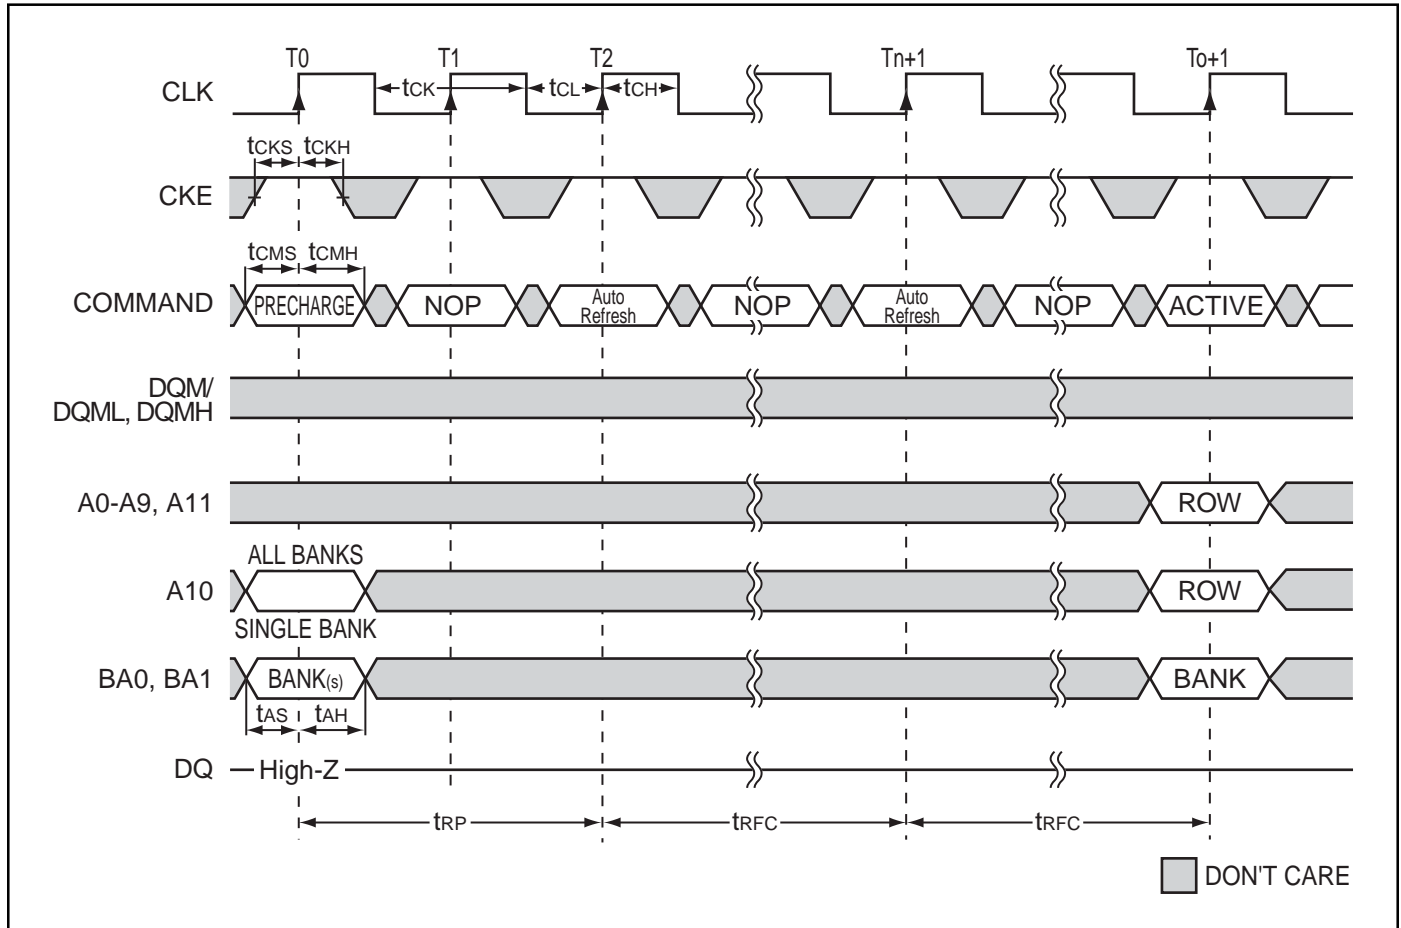 T0 T1 T2 Tn+1 To+1
CLK tCK tCL tCH
tCKS tCKH
CKE
tCMS tCMH
COMMAND PRECHARGE NOP Auto Refresh NOP Auto Refresh NOP ACTIVE
DQM/
DQML, DQMH
A0-A9, A11 ROW
ALL BANKS
A10 ROW
SINGLE BANK
BA0, BA1 BANK(s) BANK
tAS tAH
DQ High-Z
tRP tRFC tRFC
DON'T CARE